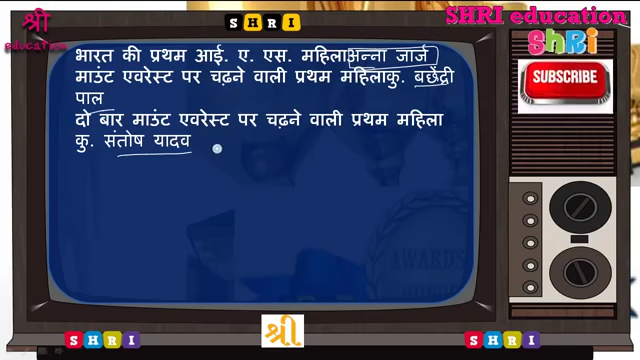 श्री
education
S H R I
SHRI education
ShRi
SUBSCRIBE
भारत की प्रथम आई. ए. एस. महिलाअन्ना जार्ज
माउंट एवरेस्ट पर चढ़ने वाली प्रथम महिलाकु. बछेंद्री
पाल
दो बार माउंट एवरेस्ट पर चढ़ने वाली प्रथम महिला
कु. संतोष यादव
AWARDS
S H R I
श्री
S H R I